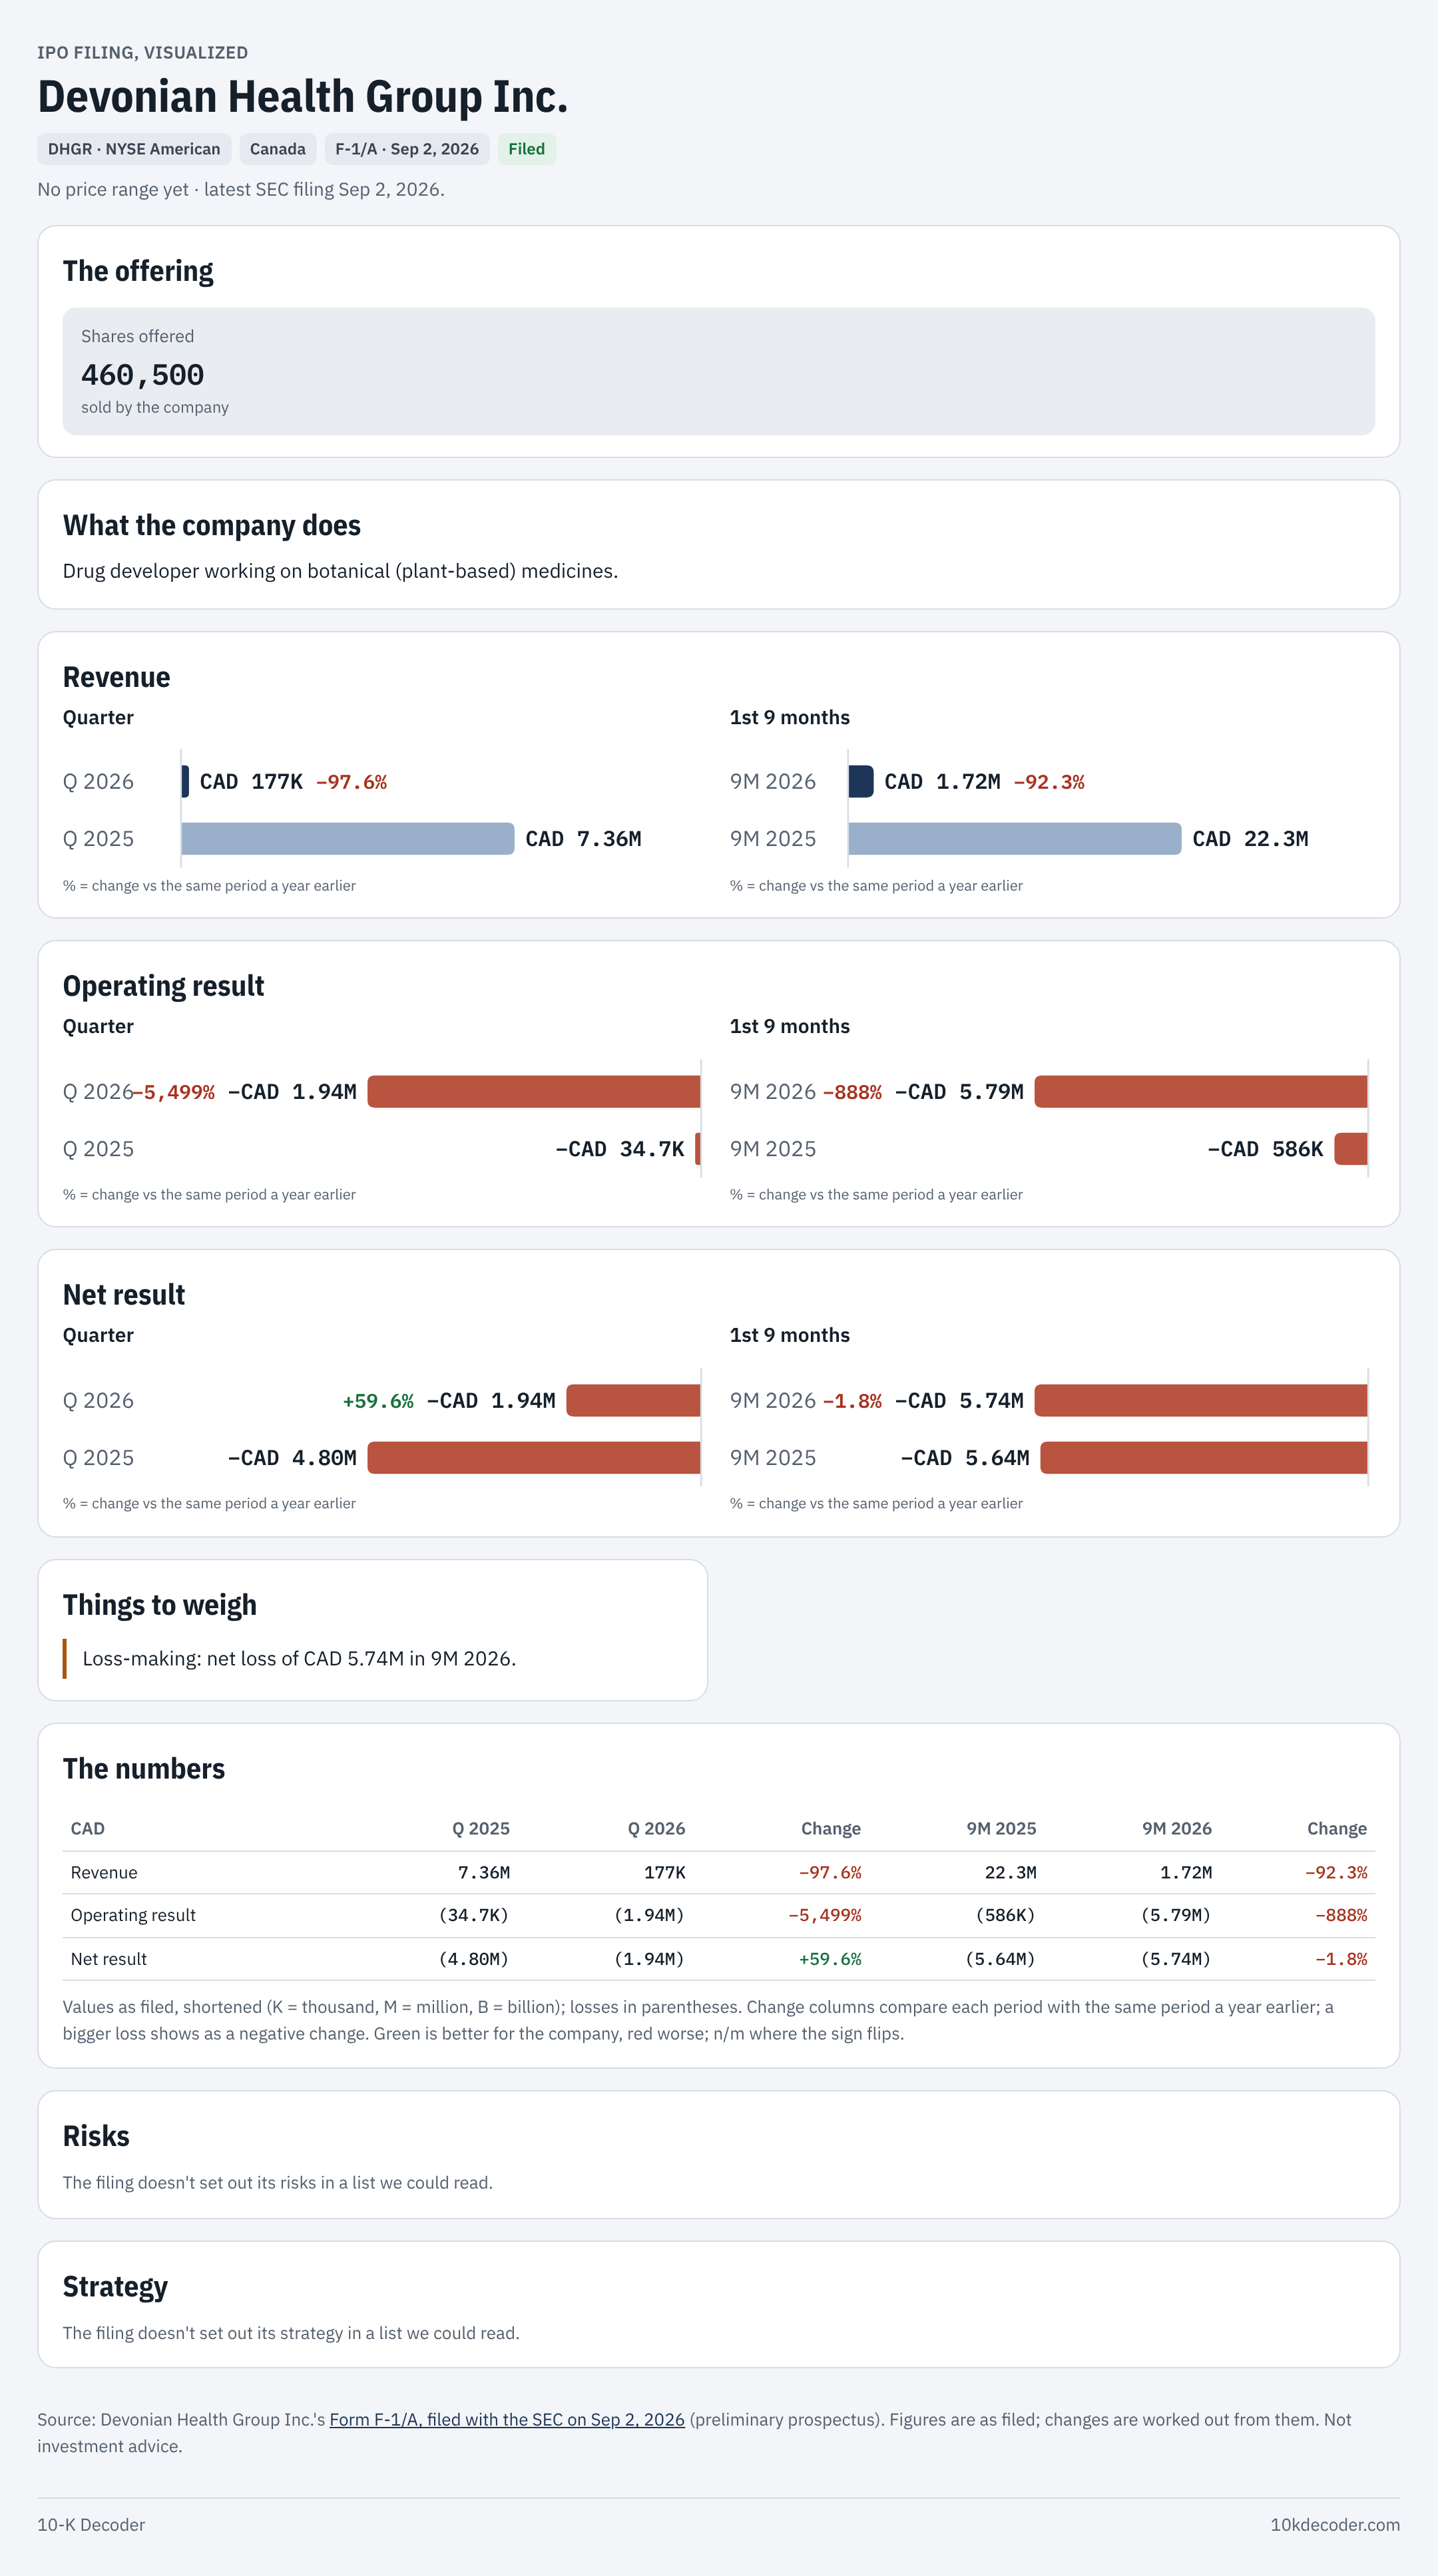 IPO FILING, VISUALIZED
Devonian Health Group Inc.
DHGR · NYSE American Canada F-1/A · Sep 2, 2026 Filed
No price range yet · latest SEC filing Sep 2, 2026.
The offering
Shares offered
460,500
sold by the company
What the company does
Drug developer working on botanical (plant-based) medicines.
Revenue
Quarter
Q 2026 CAD 177K −97.6%
Q 2025 CAD 7.36M
% = change vs the same period a year earlier
1st 9 months
9M 2026 CAD 1.72M −92.3%
9M 2025 CAD 22.3M
% = change vs the same period a year earlier
Operating result
Quarter
Q 2026 −5,499% −CAD 1.94M
Q 2025 −CAD 34.7K
% = change vs the same period a year earlier
1st 9 months
9M 2026 −888% −CAD 5.79M
9M 2025 −CAD 586K
% = change vs the same period a year earlier
Net result
Quarter
Q 2026 +59.6% −CAD 1.94M
Q 2025 −CAD 4.80M
% = change vs the same period a year earlier
1st 9 months
9M 2026 −1.8% −CAD 5.74M
9M 2025 −CAD 5.64M
% = change vs the same period a year earlier
Things to weigh
Loss-making: net loss of CAD 5.74M in 9M 2026.
The numbers
CAD Q 2025 Q 2026 Change 9M 2025 9M 2026 Change
Revenue 7.36M 177K −97.6% 22.3M 1.72M −92.3%
Operating result (34.7K) (1.94M) −5,499% (586K) (5.79M) −888%
Net result (4.80M) (1.94M) +59.6% (5.64M) (5.74M) −1.8%
Values as filed, shortened (K = thousand, M = million, B = billion); losses in parentheses. Change columns compare each period with the same period a year earlier; a
bigger loss shows as a negative change. Green is better for the company, red worse; n/m where the sign flips.
Risks
The filing doesn't set out its risks in a list we could read.
Strategy
The filing doesn't set out its strategy in a list we could read.
Source: Devonian Health Group Inc.'s Form F-1/A, filed with the SEC on Sep 2, 2026 (preliminary prospectus). Figures are as filed; changes are worked out from them. Not
investment advice.
10-K Decoder 10kdecoder.com